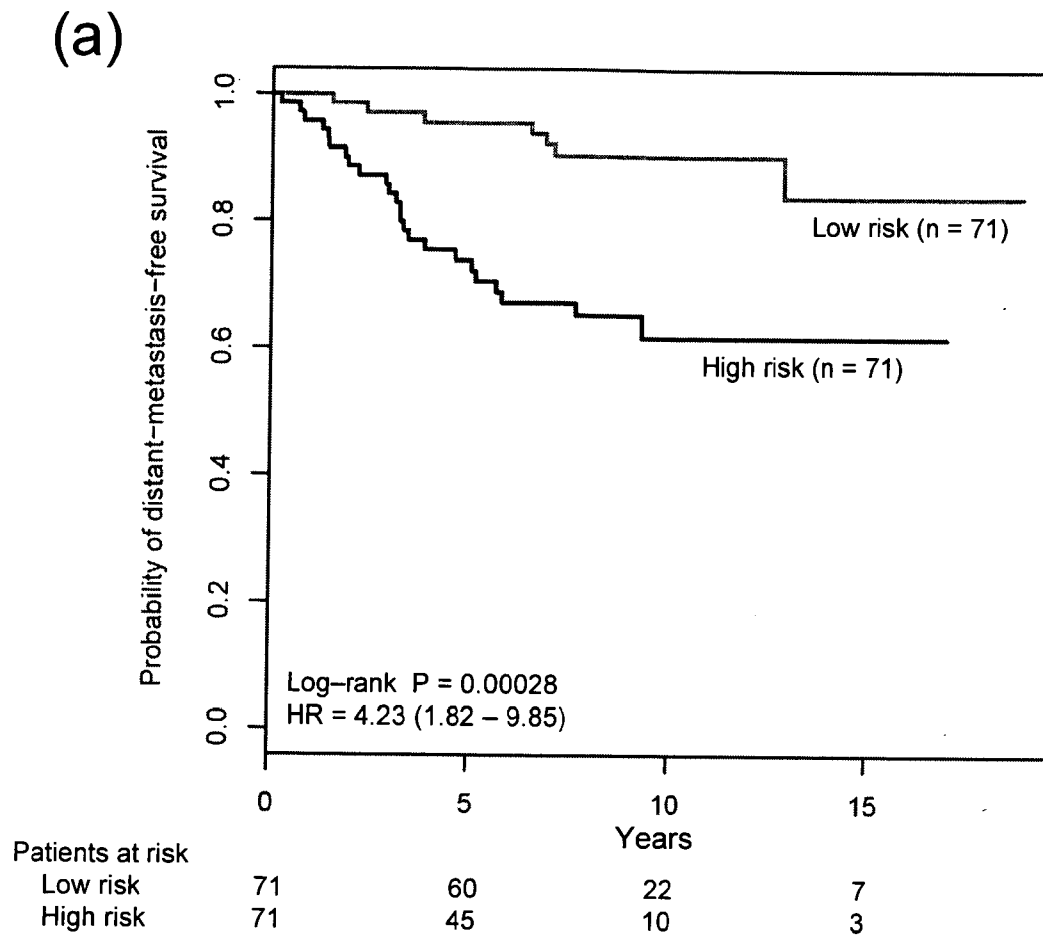 (a)
Probability of distant-metastasis-free survival
1.0
0.8
0.6
0.4
0.2
0.0
Low risk (n = 71)
High risk (n = 71)
Log-rank P = 0.00028
HR = 4.23 (1.82 – 9.85)
0 5 10 15
Years
Patients at risk
Low risk 71 60 22 7
High risk 71 45 10 3